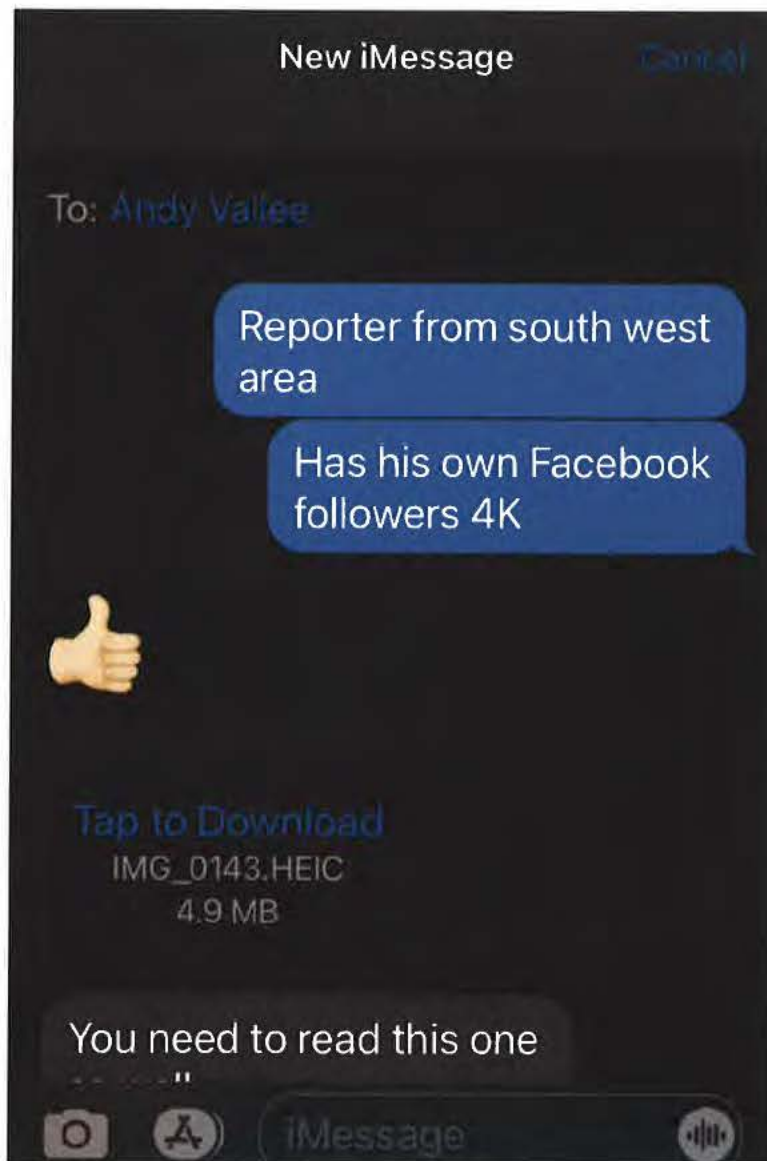 New iMessage
Cancel
To: Andy Vallee
Reporter from south west
area
Has his own Facebook
followers 4K
Tap to Download
IMG_0143.HEIC
4.9 MB
You need to read this one
iMessage